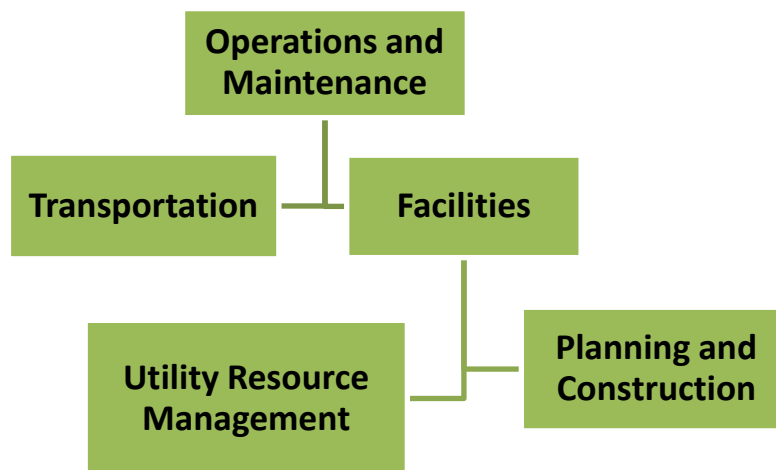 Operations and
Maintenance
Transportation
Facilities
Utility Resource
Management
Planning and
Construction